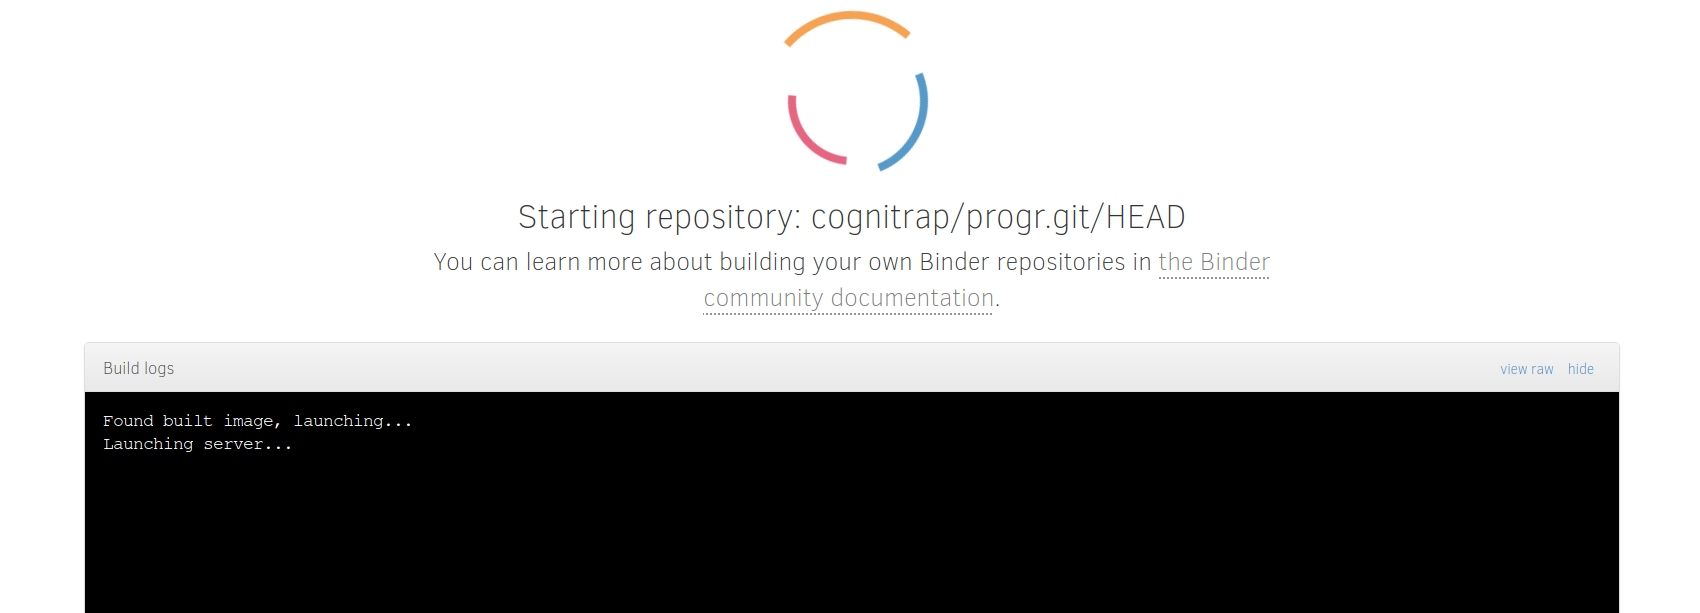 Starting repository: cognitrap/progr.git/HEAD
You can learn more about building your own Binder repositories in the Binder
community documentation.
Build logs
view raw hide
Found built image, launching...
Launching server...